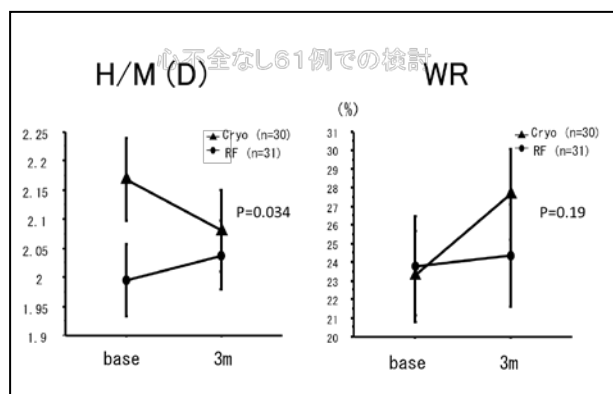 心不全なし61例での検討
H/M (D)
WR
(%)
2.25
2.2
2.15
2.1
2.05
2
1.95
1.9
Cryo (n=30)
RF (n=31)
P=0.034
base
3m
31
30
29
28
27
26
25
24
23
22
21
20
Cryo (n=30)
RF (n=31)
P=0.19
base
3m